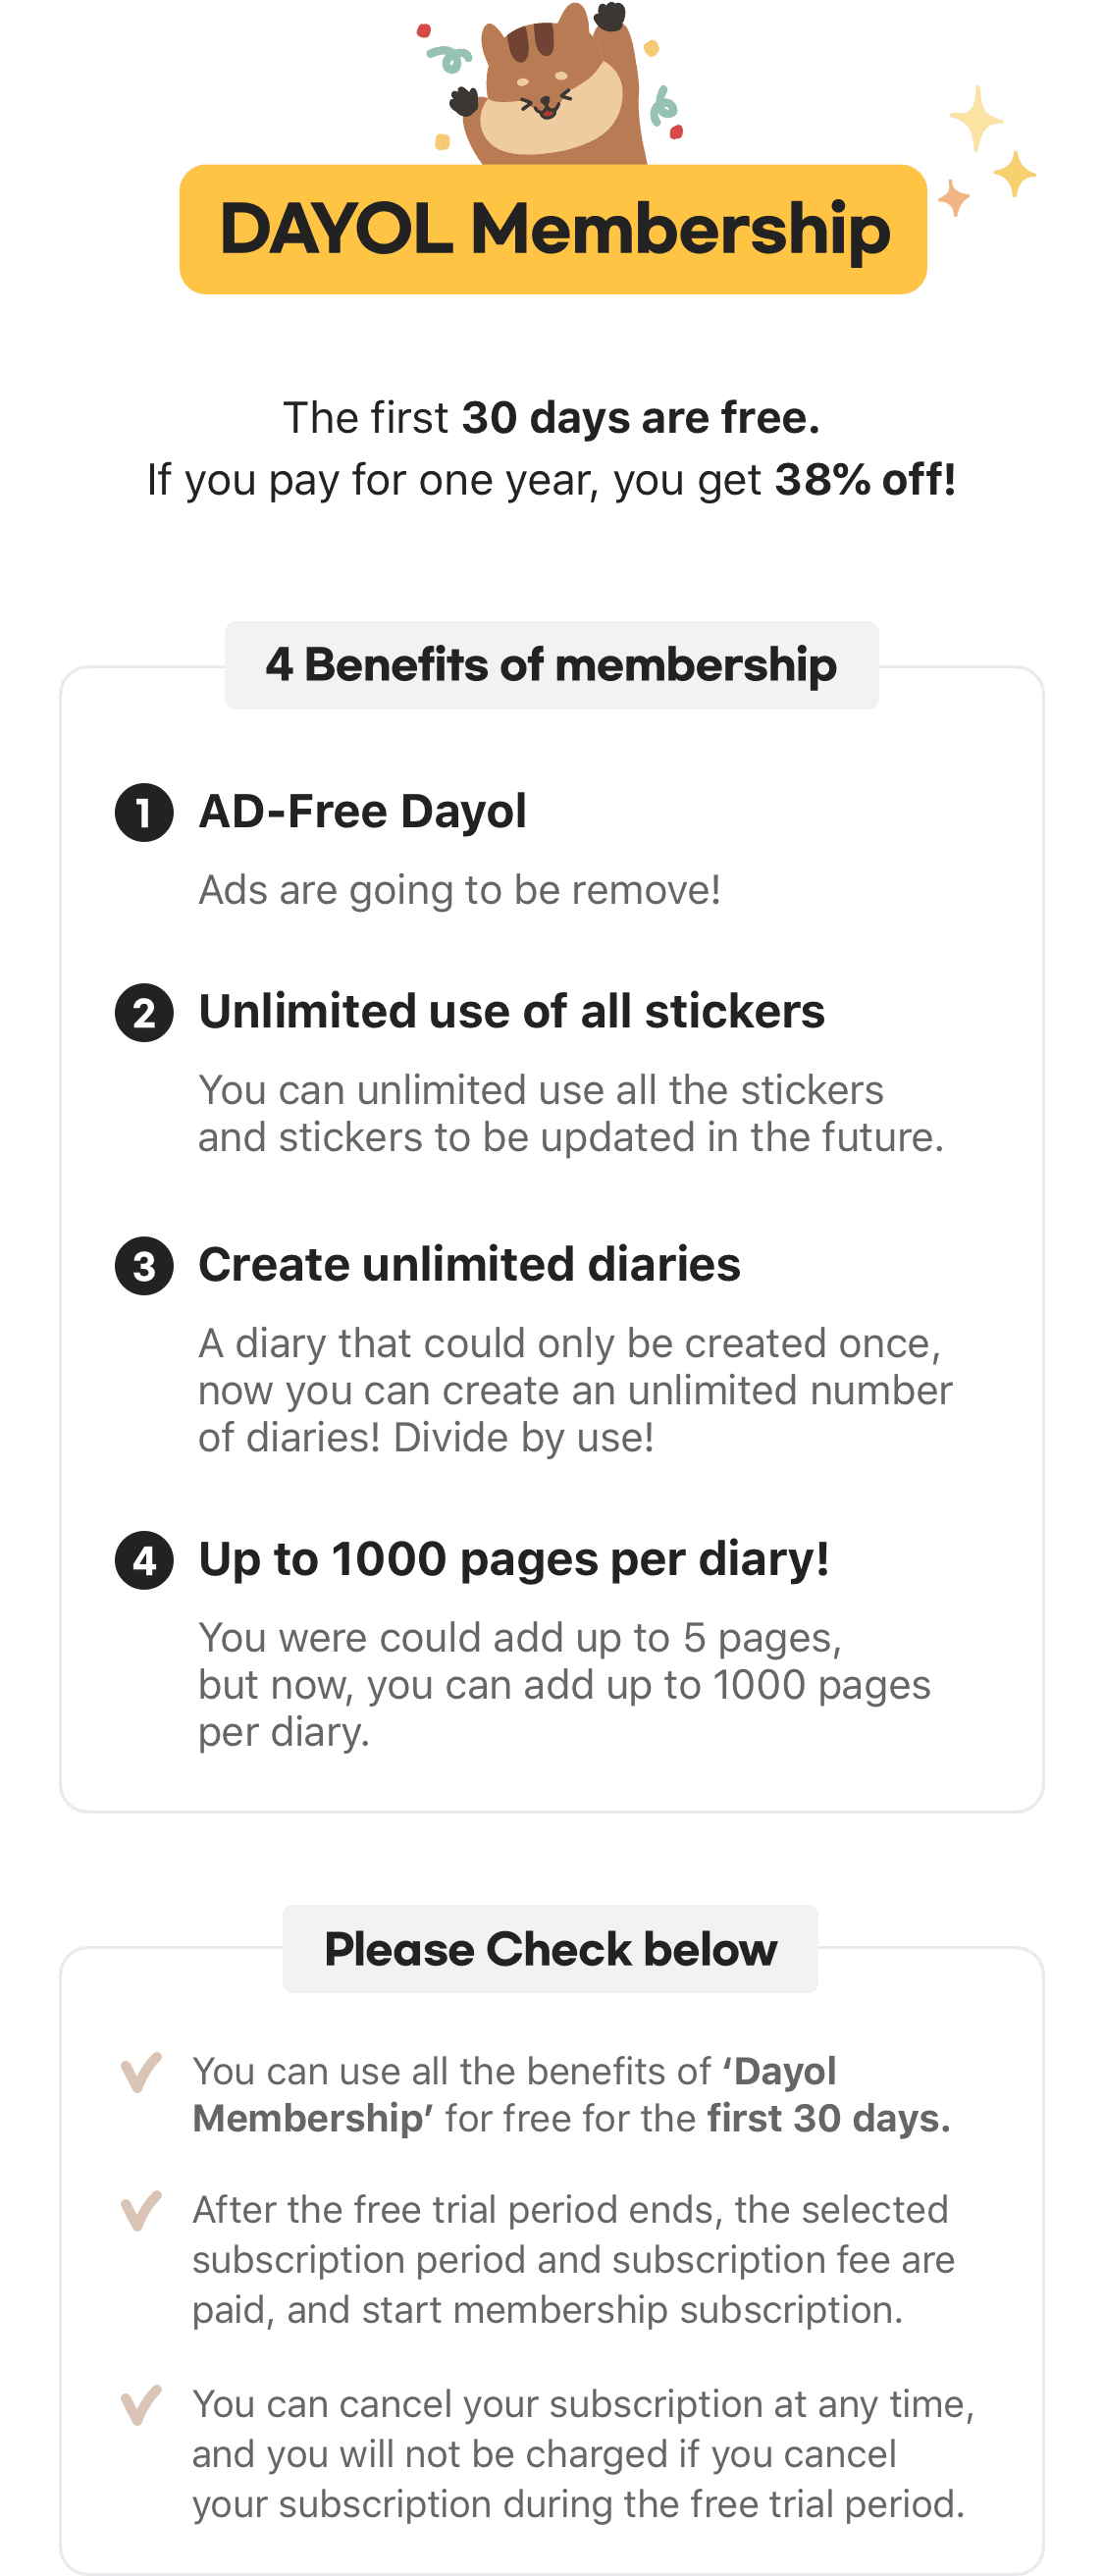 DAYOL Membership
The first 30 days are free.
If you pay for one year, you get 38% off!
4 Benefits of membership
1 AD-Free Dayol
Ads are going to be remove!
2 Unlimited use of all stickers
You can unlimited use all the stickers
and stickers to be updated in the future.
3 Create unlimited diaries
A diary that could only be created once,
now you can create an unlimited number
of diaries! Divide by use!
4 Up to 1000 pages per diary!
You were could add up to 5 pages,
but now, you can add up to 1000 pages
per diary.
Please Check below
You can use all the benefits of ‘Dayol
Membership’ for free for the first 30 days.
After the free trial period ends, the selected
subscription period and subscription fee are
paid, and start membership subscription.
You can cancel your subscription at any time,
and you will not be charged if you cancel
your subscription during the free trial period.